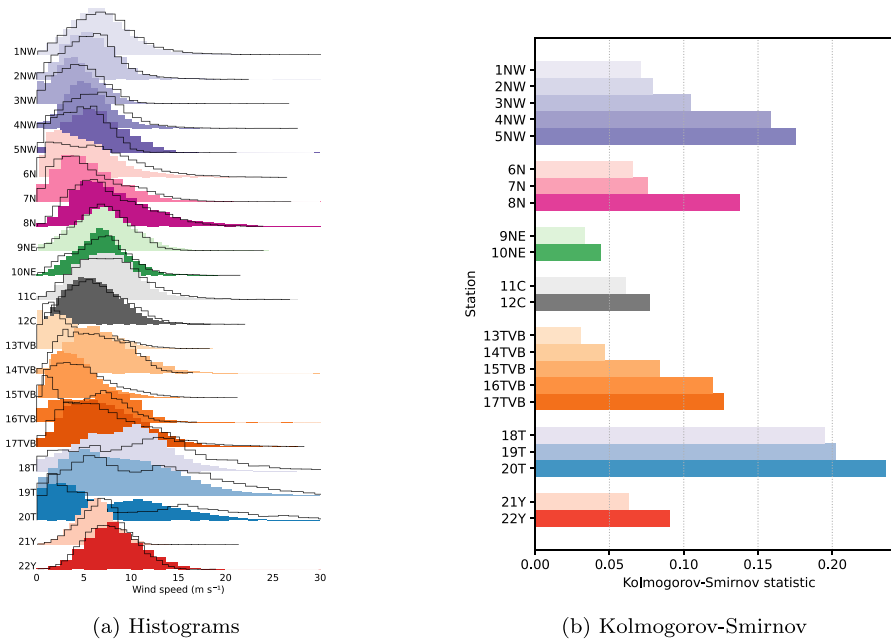 1NW
2NW
3NW
4NW
5NW
6N
7N
8N
9NE
10NE
11C
12C
13TVB
14TVB
15TVB
16TVB
17TVB
18T
19T
20T
21Y
22Y
0 5 10 15 20 25 30
Wind speed (m s⁻¹)
(a) Histograms
Station
1NW
2NW
3NW
4NW
5NW
6N
7N
8N
9NE
10NE
11C
12C
13TVB
14TVB
15TVB
16TVB
17TVB
18T
19T
20T
21Y
22Y
0.00 0.05 0.10 0.15 0.20
Kolmogorov-Smirnov statistic
(b) Kolmogorov-Smirnov